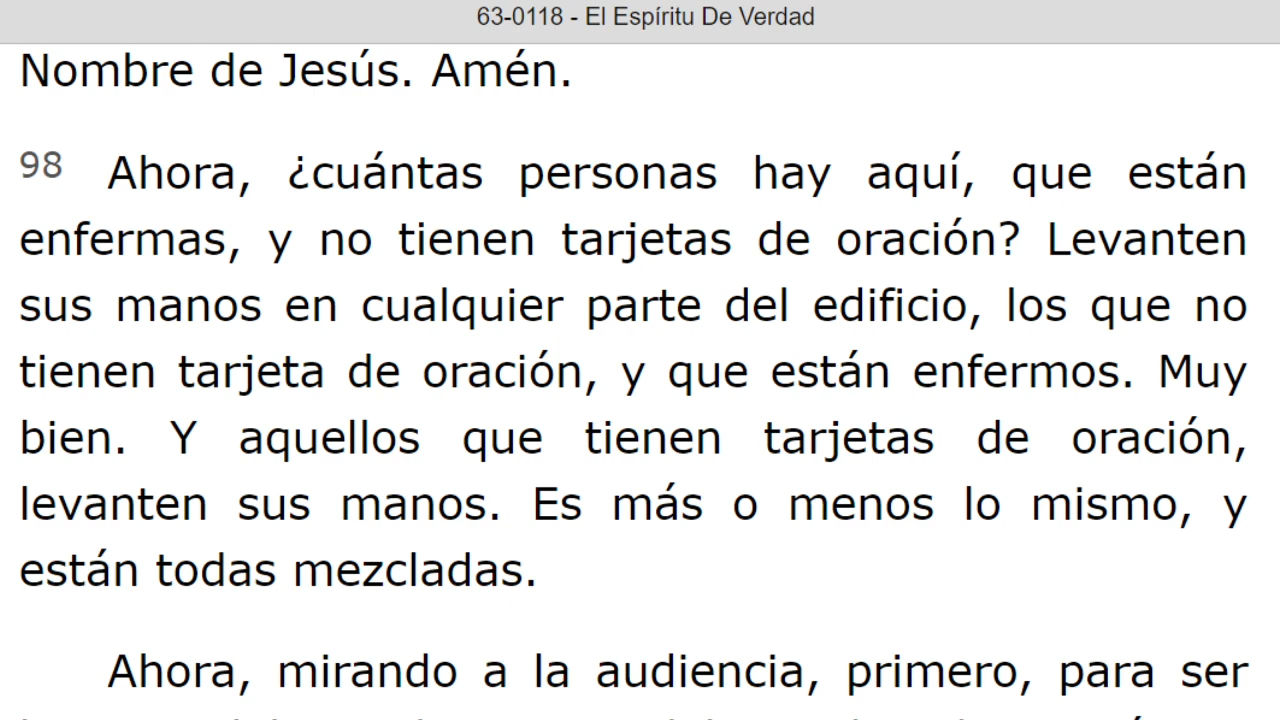 63-0118 - El Espíritu De Verdad
Nombre de Jesús. Amén.
98 Ahora, ¿cuántas personas hay aquí, que están
enfermas, y no tienen tarjetas de oración? Levanten
sus manos en cualquier parte del edificio, los que no
tienen tarjeta de oración, y que están enfermos. Muy
bien. Y aquellos que tienen tarjetas de oración,
levanten sus manos. Es más o menos lo mismo, y
están todas mezcladas.
Ahora, mirando a la audiencia, primero, para ser